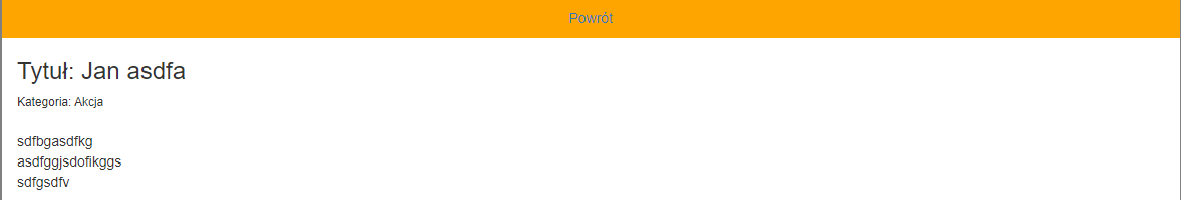 Powrót
Tytuł: Jan asdfa
Kategoria: Akcja
sdfbgasdfkg
asdfggjsdofikggs
sdfgsdfv